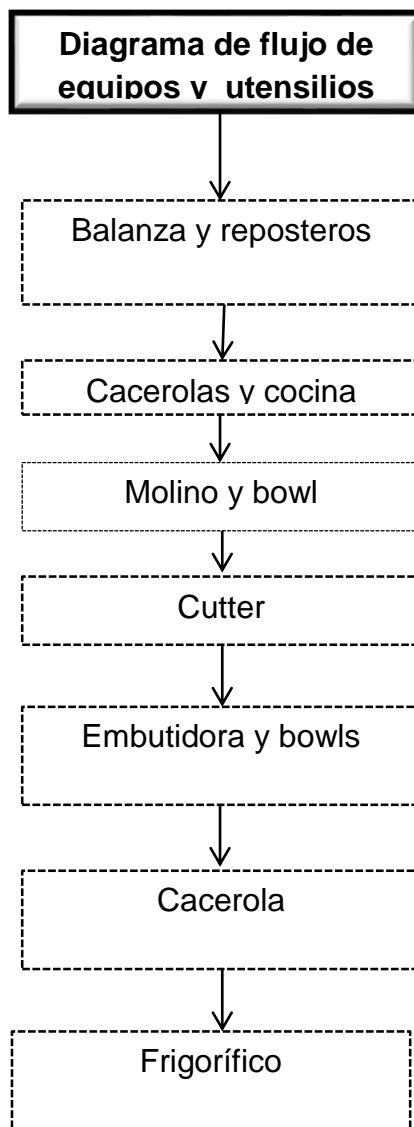 Diagrama de flujo de
equipos y utensilios
Balanza y reposteros
Cacerolas y cocina
Molino y bowl
Cutter
Embutidora y bowls
Cacerola
Frigorífico